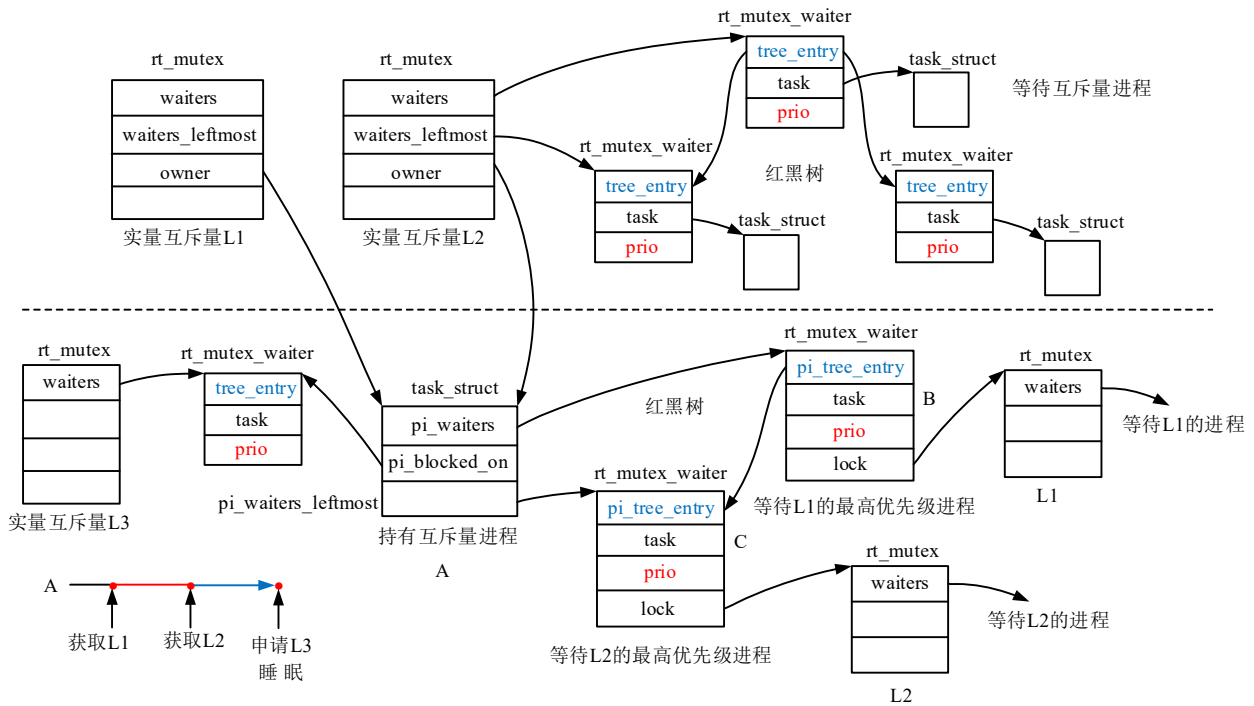 rt_mutex_waiter
tree_entry
task
prio
task_struct
等待互斥量进程
rt_mutex
waiters
waiters_leftmost
owner
实量互斥量L1
rt_mutex
waiters
waiters_leftmost
owner
实量互斥量L2
rt_mutex_waiter
tree_entry
task
prio
task_struct
红黑树
rt_mutex_waiter
tree_entry
task
prio
task_struct
rt_mutex
waiters
实量互斥量L3
rt_mutex_waiter
tree_entry
task
prio
task_struct
pi_waiters
pi_blocked_on
pi_waiters_leftmost
持有互斥量进程
A
红黑树
rt_mutex_waiter
pi_tree_entry
task
prio
lock
B
等待L1的最高优先级进程
rt_mutex
waiters
等待L1的进程
L1
rt_mutex_waiter
pi_tree_entry
task
prio
lock
C
等待L2的最高优先级进程
rt_mutex
waiters
等待L2的进程
L2
A
获取L1
获取L2
申请L3
睡 眠